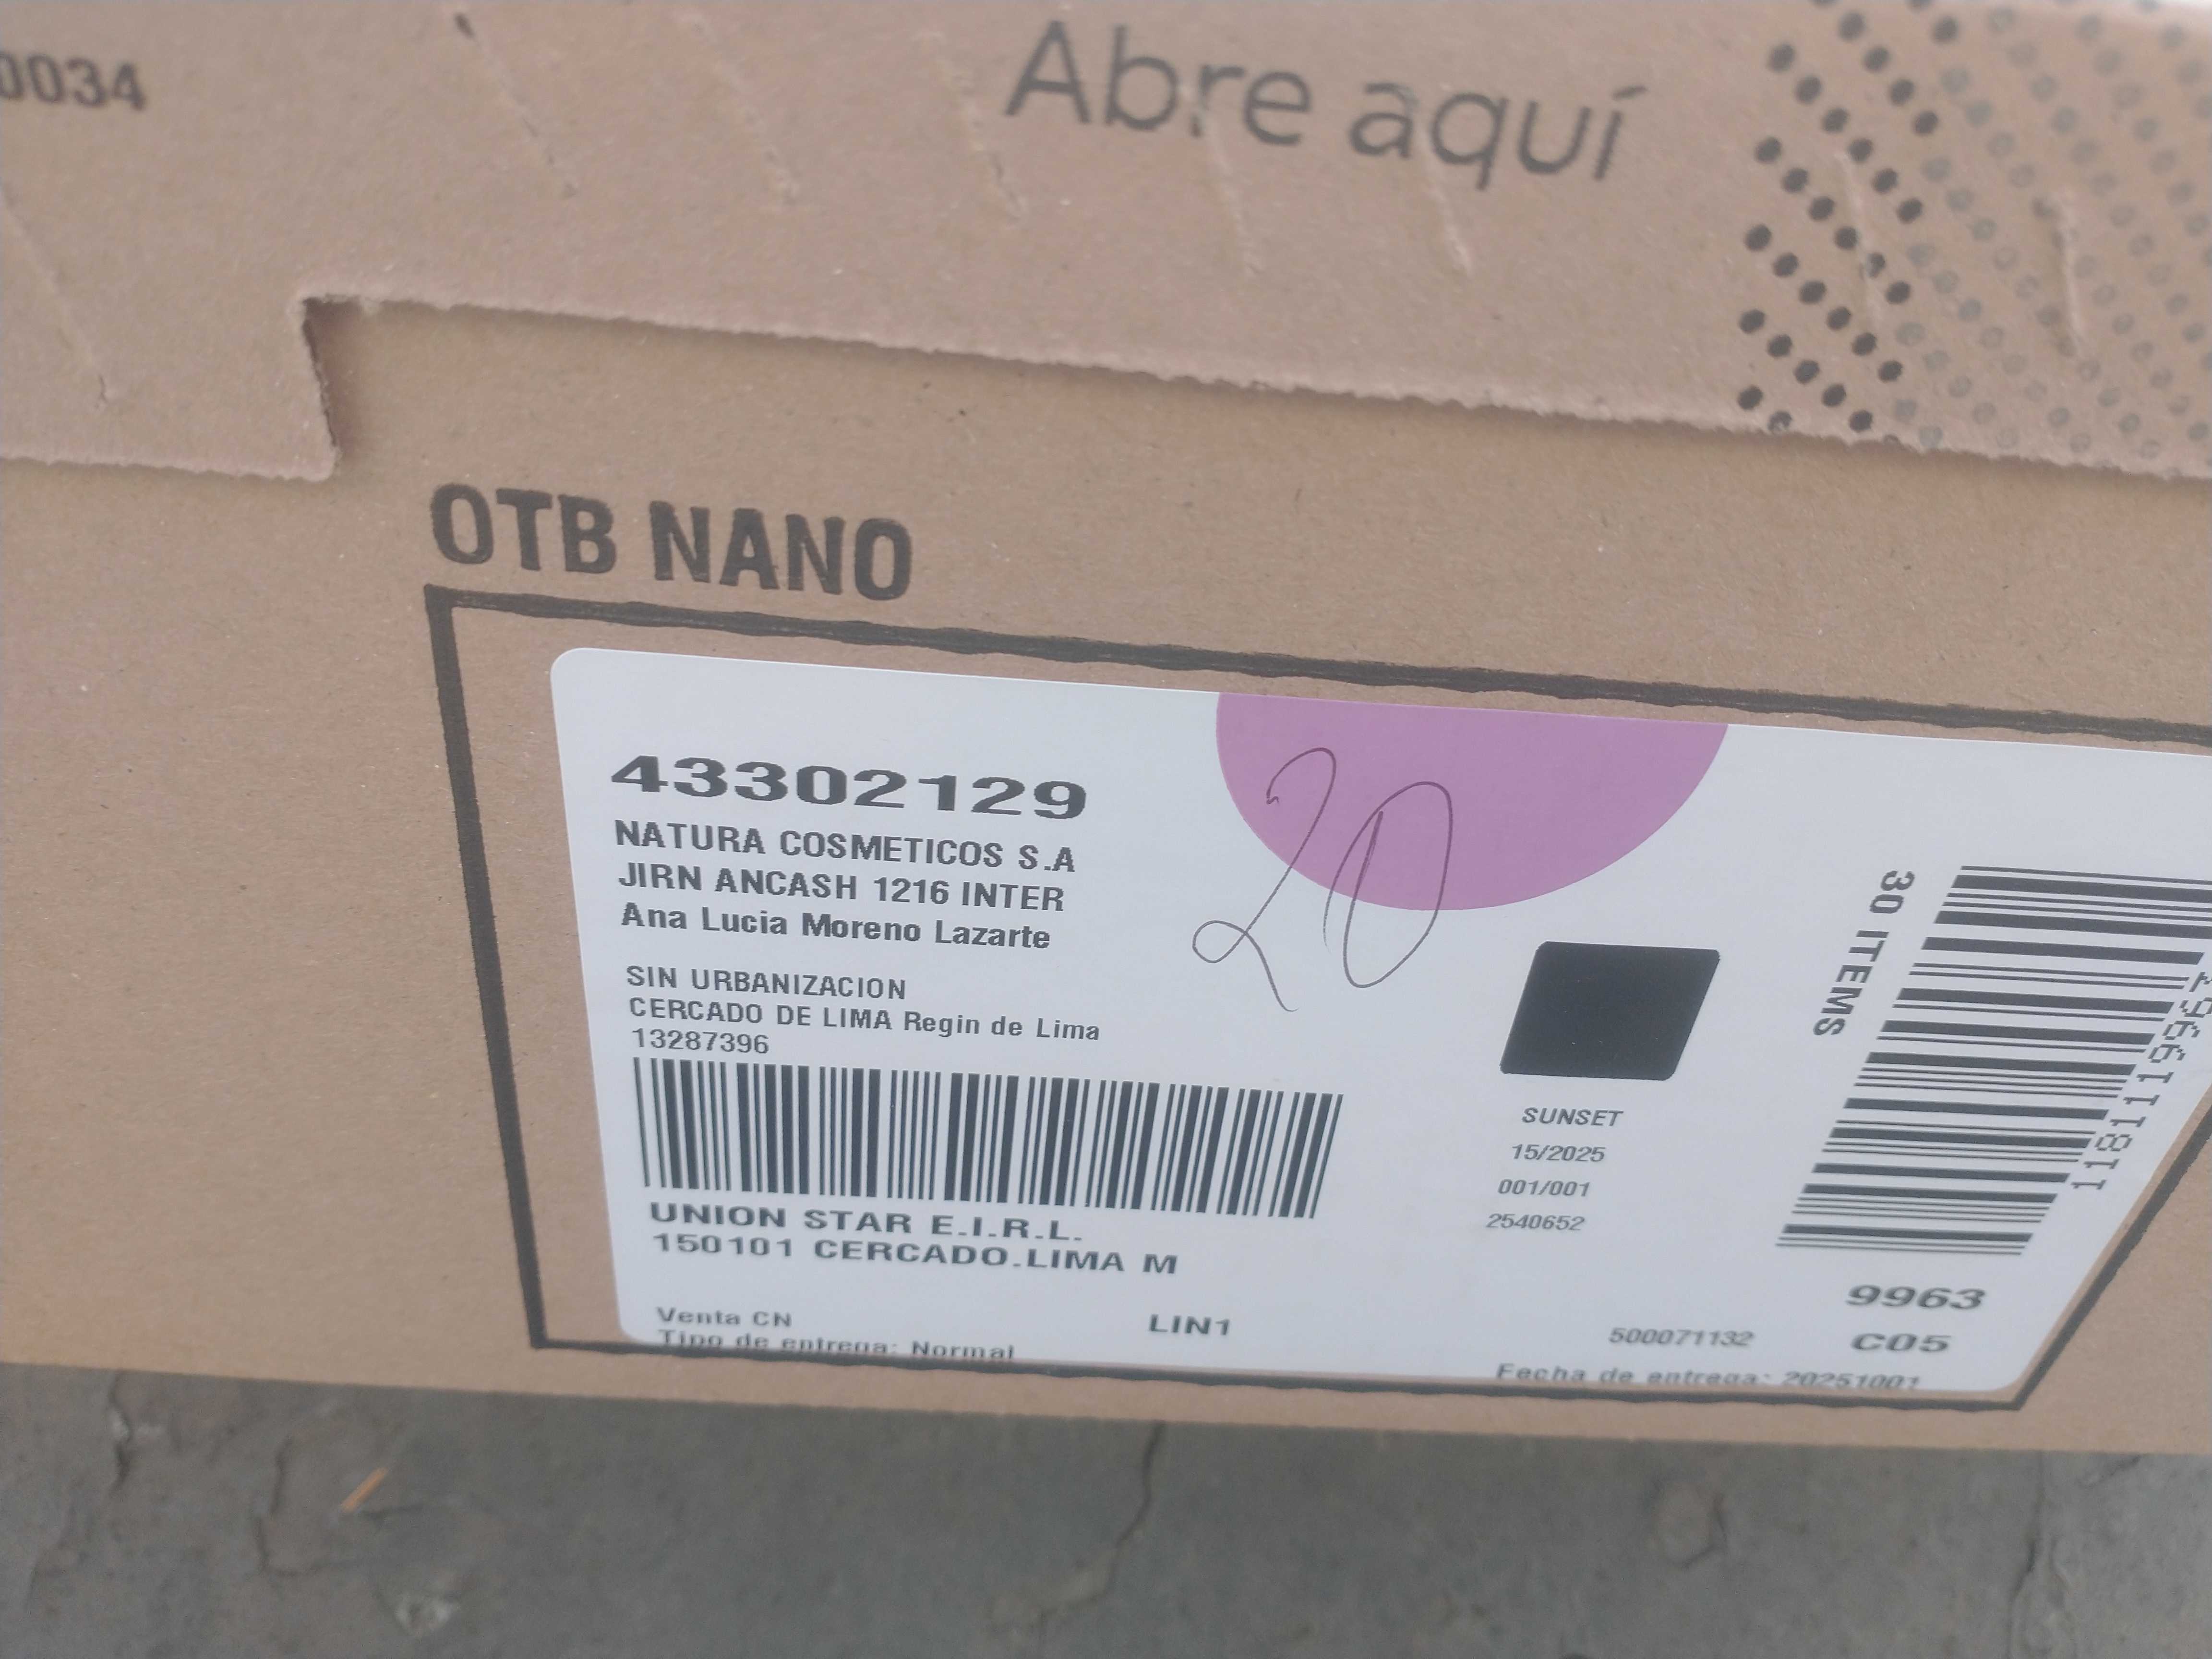 0034
Abre aquí
OTB NANO
43302129
NATURA COSMETICOS S.A
JIRN ANCASH 1216 INTER
Ana Lucia Moreno Lazarte
20
SIN URBANIZACION
CERCADO DE LIMA Regin de Lima
13287396
UNION STAR E.I.R.L.
150101 CERCADO.LIMA M
Venta CN
LIN1
Tipo de entrega: Normal
SUNSET
15/2025
001/001
2540652
30 ITEMS
9963
500071132
C05
Fecha de entrega: 20251001